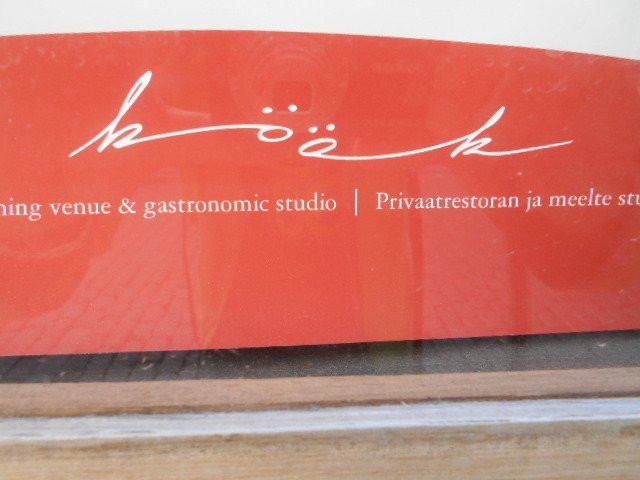 köök
ning venue & gastronomic studio | Privaatrestoran ja meelte stu